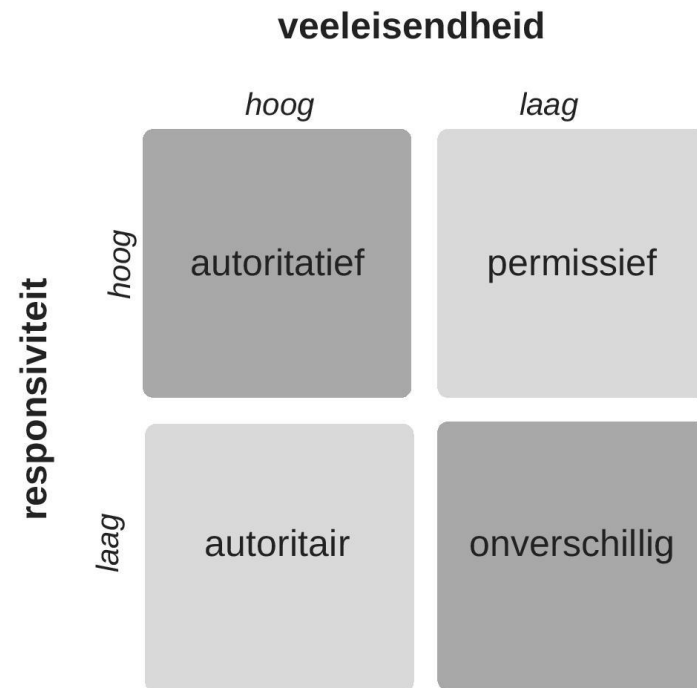 veeleisendheid
hoog
laag
responsiviteit
hoog
autoritatief
permissief
laag
autoritair
onverschillig